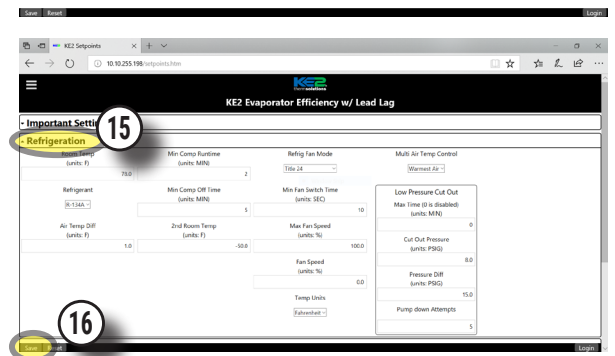 Save Reset Login
KE2 Setpoints
10.10.255.198/setpoints.htm
KE2
thermsolutions
KE2 Evaporator Efficiency w/ Lead Lag
- Important Setti
15
- Refrigeration
Room Temp Min Comp Runtime Refrig Fan Mode Multi Air Temp Control
(units: F) (units: MIN) Title 24 Warmest Air
73.0 2
Refrigerant Min Comp Off Time Min Fan Switch Time Low Pressure Cut Out
R-134A (units: MIN) (units: SEC) Max Time (0 is disabled)
5 10 (units: MIN)
0
Air Temp Diff 2nd Room Temp Max Fan Speed Cut Out Pressure
(units: F) (units: F) (units: %) (units: PSIG)
1.0 -50.0 100.0 8.0
Fan Speed Pressure Diff
(units: %) (units: PSIG)
0.0 15.0
Temp Units Pump down Attempts
Fahrenheit 5
16
Save Reset Login